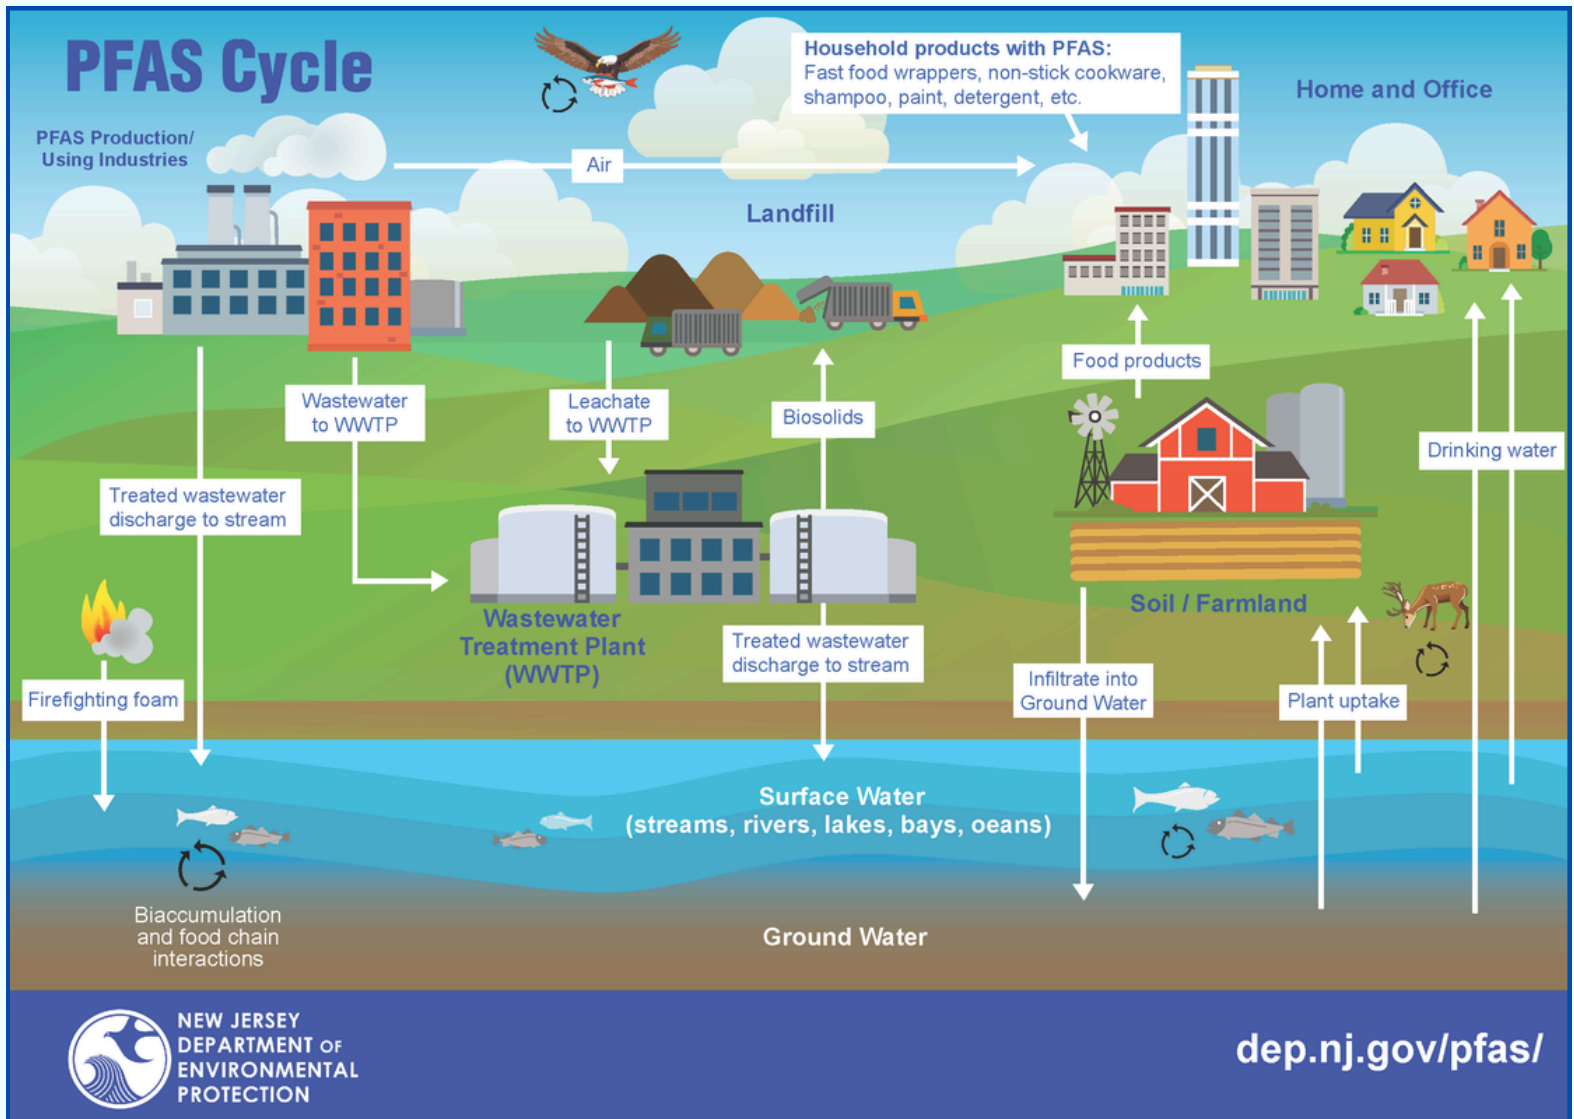 PFAS Cycle
Household products with PFAS:
Fast food wrappers, non-stick cookware,
shampoo, paint, detergent, etc.
Home and Office
PFAS Production/
Using Industries
Air
Landfill
Food products
Wastewater
to WWTP
Leachate
to WWTP
Biosolids
Drinking water
Treated wastewater
discharge to stream
Wastewater
Treatment Plant
(WWTP)
Soil / Farmland
Treated wastewater
discharge to stream
Firefighting foam
Infiltrate into
Ground Water
Plant uptake
Surface Water
(streams, rivers, lakes, bays, oeans)
Biaccumulation
and food chain
interactions
Ground Water
NEW JERSEY
DEPARTMENT OF
ENVIRONMENTAL
PROTECTION
dep.nj.gov/pfas/